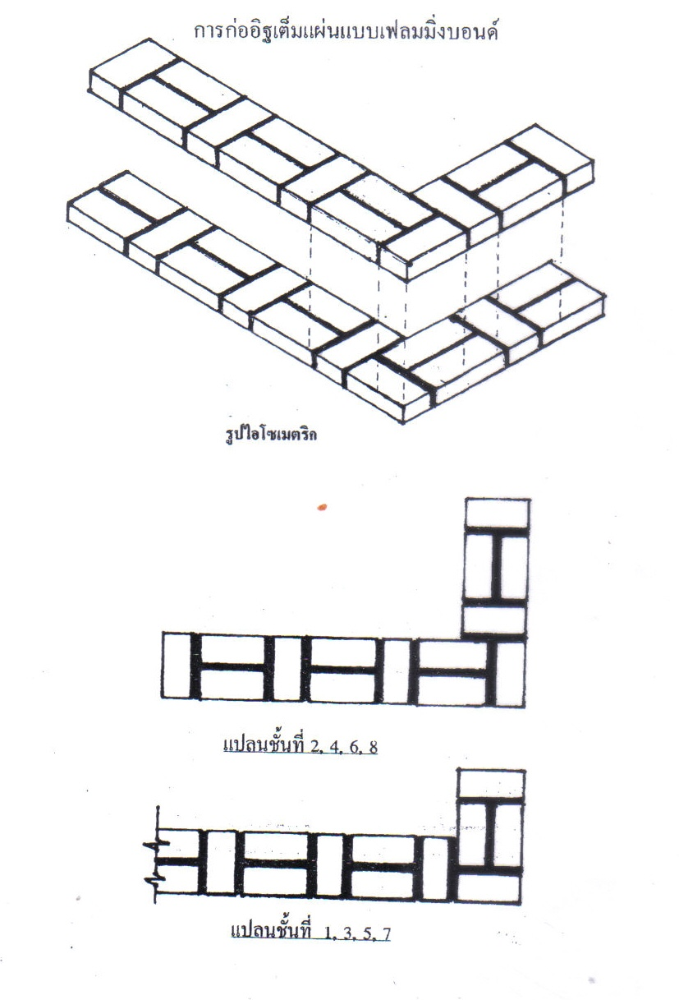 การก่ออิฐเต็มแผ่นแบบเฟลมมิ่งบอนด์
รูปไอโซเมตริก
แปลนชั้นที่ 2, 4, 6, 8
แปลนชั้นที่ 1, 3, 5, 7